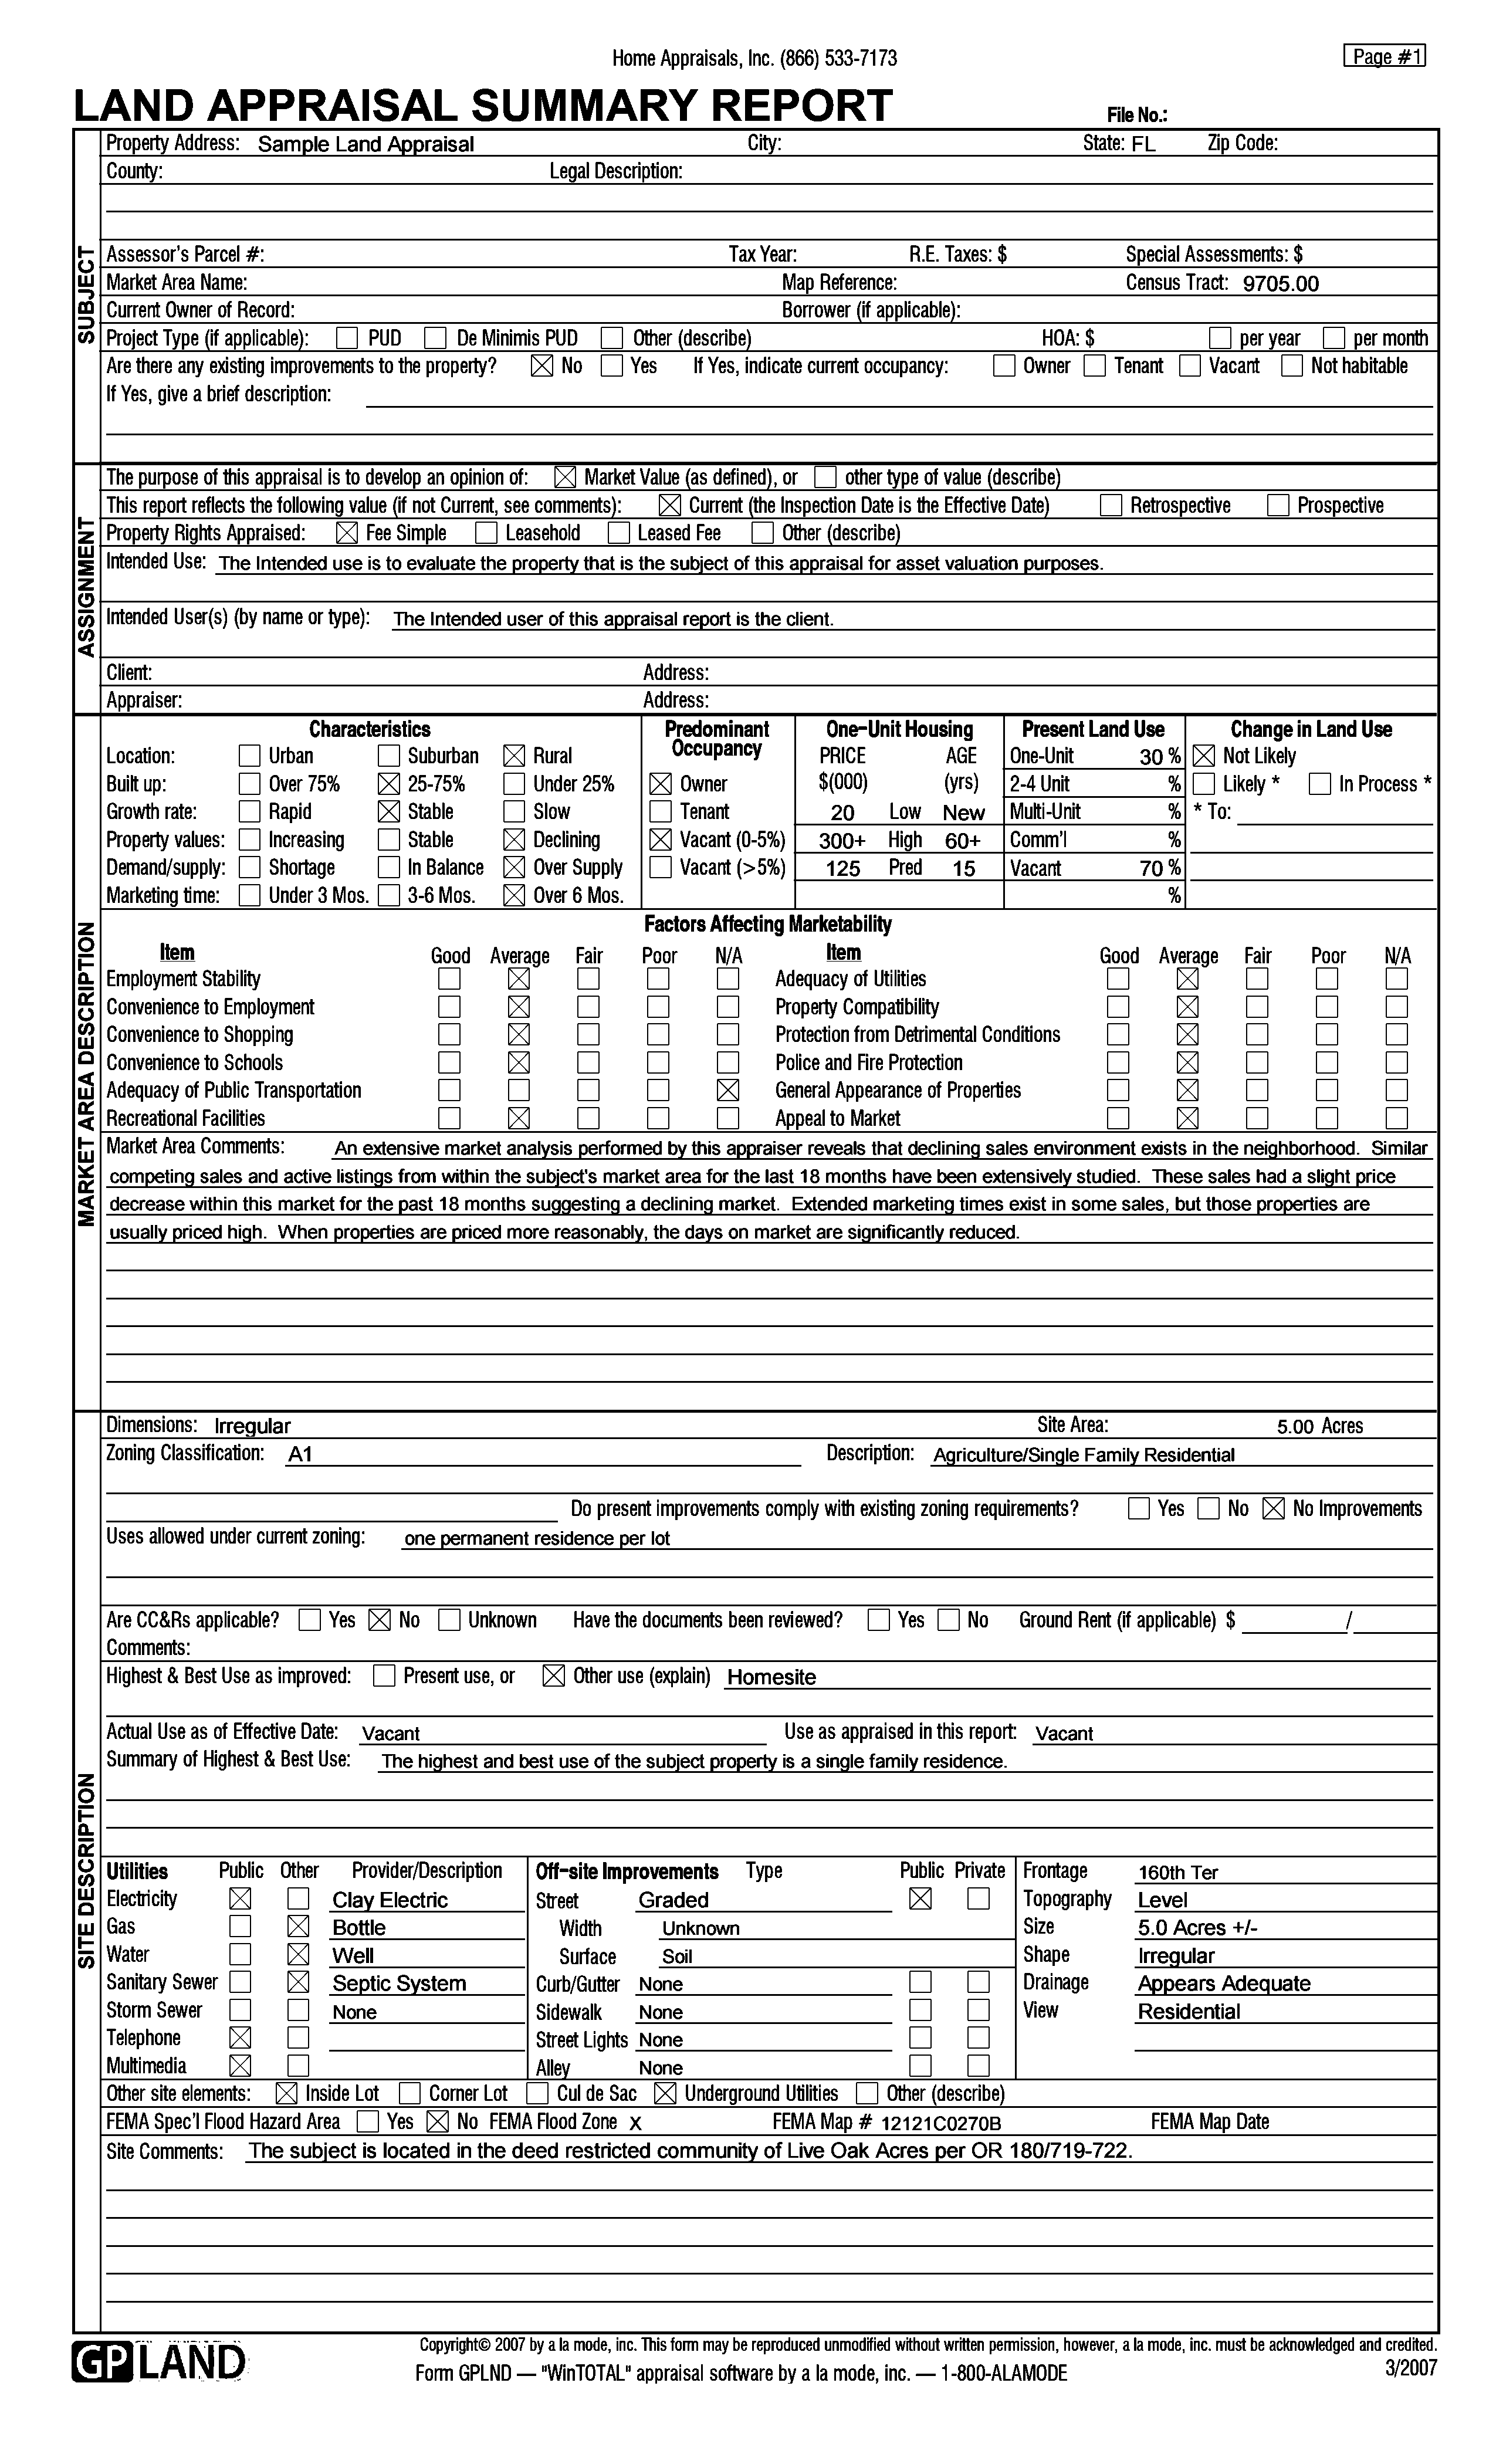 Home Appraisals, Inc. (866) 533-7173 Page #1
LAND APPRAISAL SUMMARY REPORT File No.:
SUBJECT
Property Address: Sample Land Appraisal City: State: FL Zip Code:
County: Legal Description:
Assessor's Parcel #: Tax Year: R.E. Taxes: $ Special Assessments: $
Market Area Name: Map Reference: Census Tract: 9705.00
Current Owner of Record: Borrower (if applicable):
Project Type (if applicable): PUD De Minimis PUD Other (describe) HOA: $ per year per month
Are there any existing improvements to the property? No Yes If Yes, indicate current occupancy: Owner Tenant Vacant Not habitable
If Yes, give a brief description:
ASSIGNMENT
The purpose of this appraisal is to develop an opinion of: Market Value (as defined), or other type of value (describe)
This report reflects the following value (if not Current, see comments): Current (the Inspection Date is the Effective Date) Retrospective Prospective
Property Rights Appraised: Fee Simple Leasehold Leased Fee Other (describe)
Intended Use: The Intended use is to evaluate the property that is the subject of this appraisal for asset valuation purposes.
Intended User(s) (by name or type): The Intended user of this appraisal report is the client.
Client: Address:
Appraiser: Address:
MARKET AREA DESCRIPTION
Characteristics Predominant Occupancy One-Unit Housing Present Land Use Change in Land Use
Location: Urban Suburban Rural PRICE AGE One-Unit 30 % Not Likely
Built up: Over 75% 25-75% Under 25% Owner $(000) (yrs) 2-4 Unit % Likely * In Process *
Growth rate: Rapid Stable Slow Tenant 20 Low New Multi-Unit % * To:
Property values: Increasing Stable Declining Vacant (0-5%) 300+ High 60+ Comm'l %
Demand/supply: Shortage In Balance Over Supply Vacant (>5%) 125 Pred 15 Vacant 70 %
Marketing time: Under 3 Mos. 3-6 Mos. Over 6 Mos. %
Factors Affecting Marketability
Item Good Average Fair Poor N/A Item Good Average Fair Poor N/A
Employment Stability Adequacy of Utilities
Convenience to Employment Property Compatibility
Convenience to Shopping Protection from Detrimental Conditions
Convenience to Schools Police and Fire Protection
Adequacy of Public Transportation General Appearance of Properties
Recreational Facilities Appeal to Market
Market Area Comments: An extensive market analysis performed by this appraiser reveals that declining sales environment exists in the neighborhood. Similar
competing sales and active listings from within the subject's market area for the last 18 months have been extensively studied. These sales had a slight price
decrease within this market for the past 18 months suggesting a declining market. Extended marketing times exist in some sales, but those properties are
usually priced high. When properties are priced more reasonably, the days on market are significantly reduced.
SITE DESCRIPTION
Dimensions: Irregular Site Area: 5.00 Acres
Zoning Classification: A1 Description: Agriculture/Single Family Residential
Do present improvements comply with existing zoning requirements? Yes No No Improvements
Uses allowed under current zoning: one permanent residence per lot
Are CC&Rs applicable? Yes No Unknown Have the documents been reviewed? Yes No Ground Rent (if applicable) $ /
Comments:
Highest & Best Use as improved: Present use, or Other use (explain) Homesite
Actual Use as of Effective Date: Vacant Use as appraised in this report: Vacant
Summary of Highest & Best Use: The highest and best use of the subject property is a single family residence.
Utilities Public Other Provider/Description Off-site Improvements Type Public Private Frontage 160th Ter
Electricity Clay Electric Street Graded Topography Level
Gas Bottle Width Unknown Size 5.0 Acres +/-
Water Well Surface Soil Shape Irregular
Sanitary Sewer Septic System Curb/Gutter None Drainage Appears Adequate
Storm Sewer None Sidewalk None View Residential
Telephone Street Lights None
Multimedia Alley None
Other site elements: Inside Lot Corner Lot Cul de Sac Underground Utilities Other (describe)
FEMA Spec'l Flood Hazard Area Yes No FEMA Flood Zone X FEMA Map # 12121C0270B FEMA Map Date
Site Comments: The subject is located in the deed restricted community of Live Oak Acres per OR 180/719-722.
GPLAND
Copyright© 2007 by a la mode, inc. This form may be reproduced unmodified without written permission, however, a la mode, inc. must be acknowledged and credited.
Form GPLND — "WinTOTAL" appraisal software by a la mode, inc. — 1-800-ALAMODE 3/2007